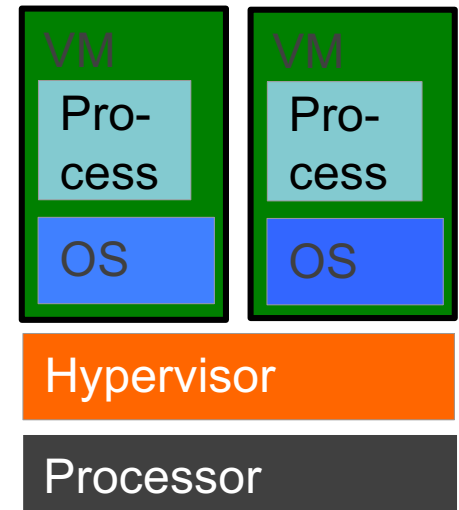 VM
Pro-
cess
OS
VM
Pro-
cess
OS
Hypervisor
Processor